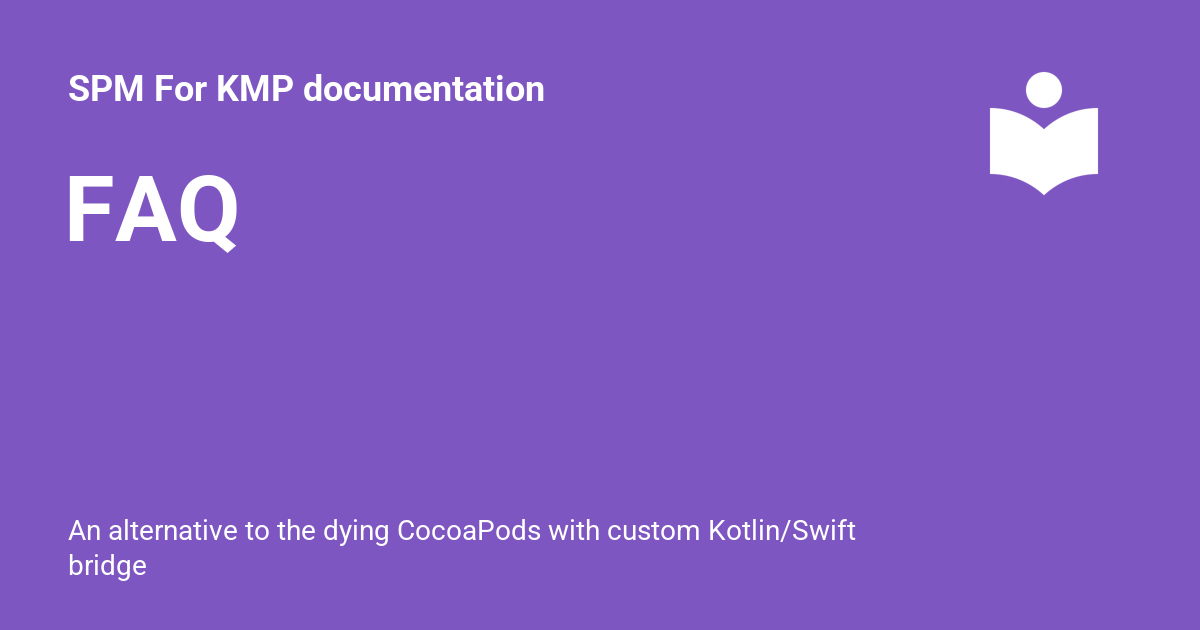 SPM For KMP documentation
FAQ
An alternative to the dying CocoaPods with custom Kotlin/Swift
bridge